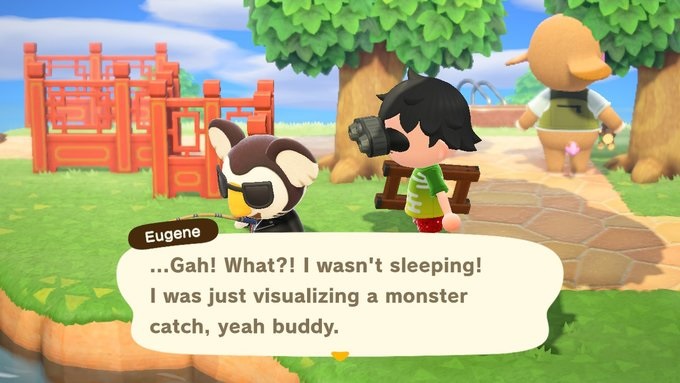 Eugene
...Gah! What?! I wasn't sleeping!
I was just visualizing a monster
catch, yeah buddy.